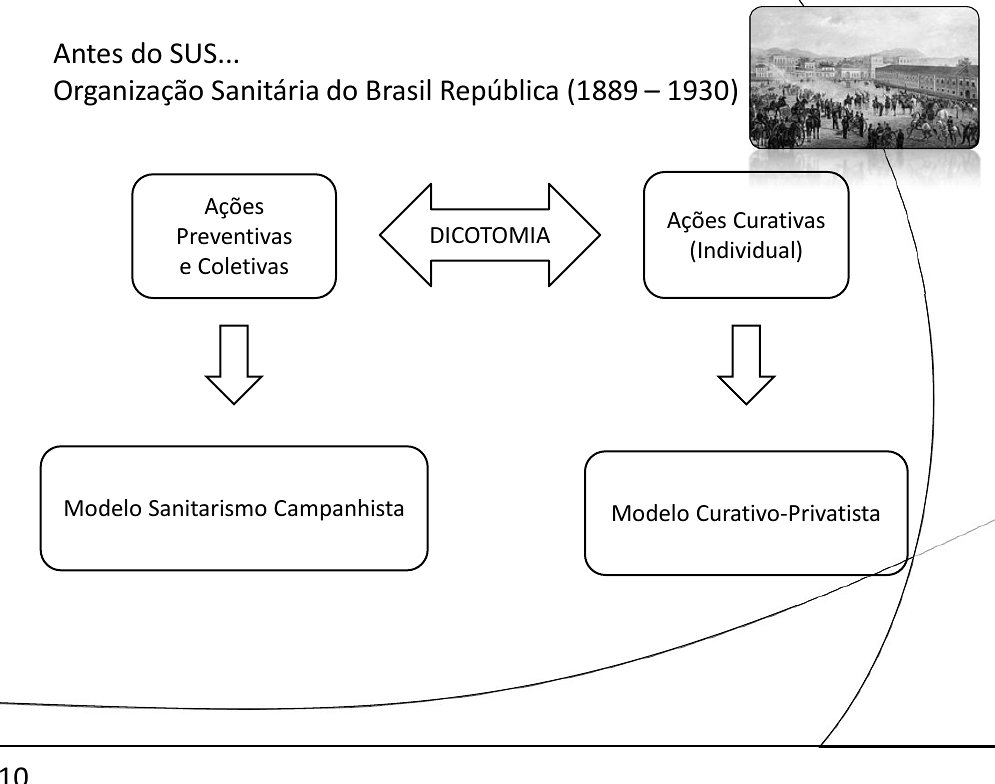 Antes do SUS...
Organização Sanitária do Brasil República (1889 – 1930)
Ações
Preventivas
e Coletivas
DICOTOMIA
Ações Curativas
(Individual)
Modelo Sanitarismo Campanhista
Modelo Curativo-Privatista
10